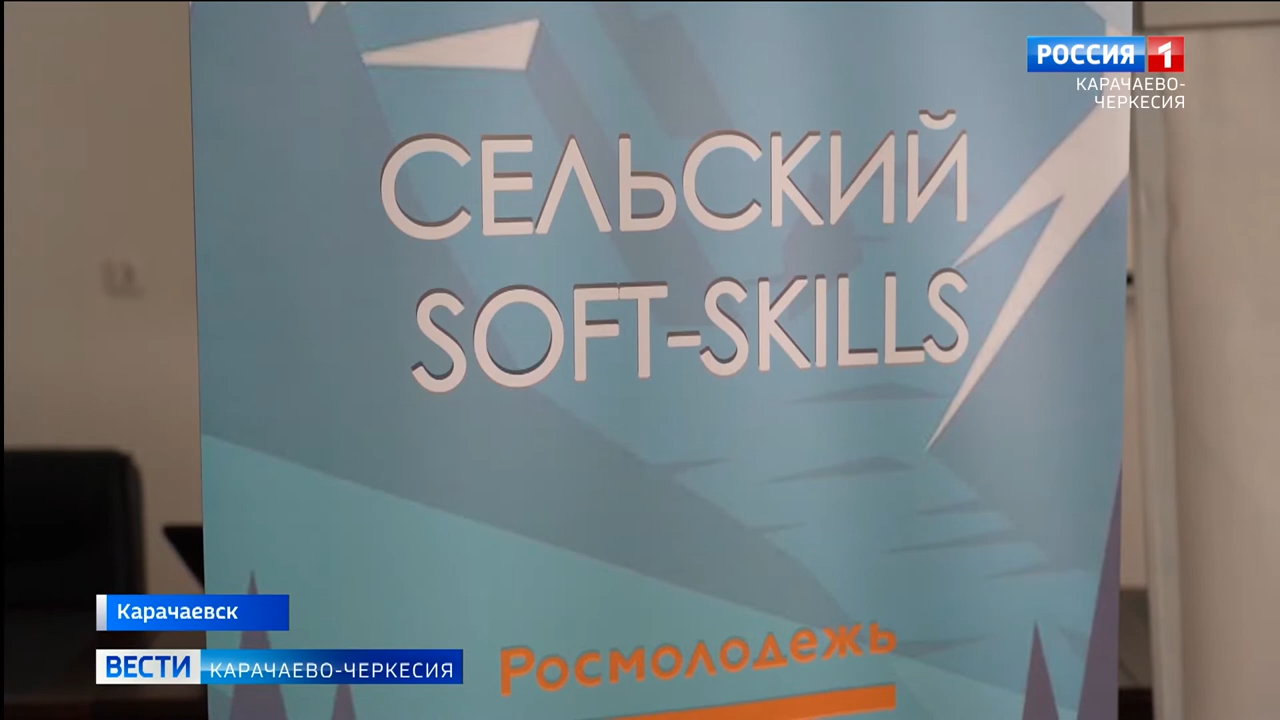 РОССИЯ 1
КАРАЧАЕВО-
ЧЕРКЕСИЯ
СЕЛЬСКИЙ
SOFT-SKILLS
Росмолодежь
Карачаевск
ВЕСТИ КАРАЧАЕВО-ЧЕРКЕСИЯ